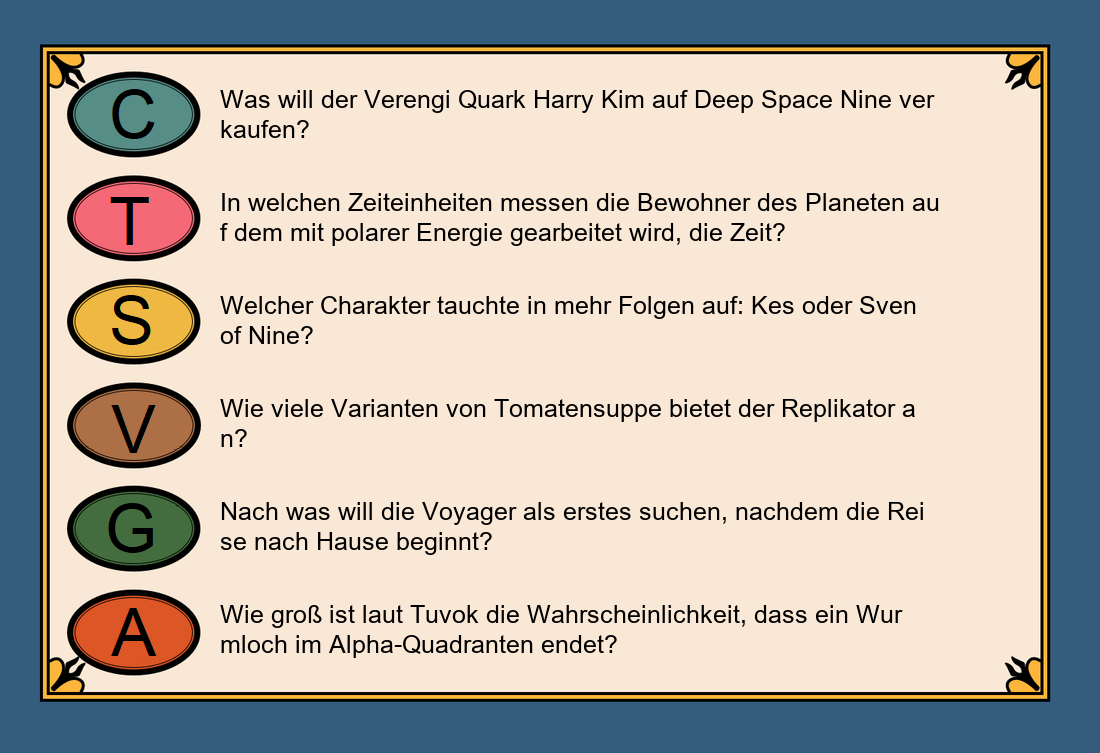 C
Was will der Verengi Quark Harry Kim auf Deep Space Nine ver
kaufen?
T
In welchen Zeiteinheiten messen die Bewohner des Planeten au
f dem mit polarer Energie gearbeitet wird, die Zeit?
S
Welcher Charakter tauchte in mehr Folgen auf: Kes oder Sven
of Nine?
V
Wie viele Varianten von Tomatensuppe bietet der Replikator a
n?
G
Nach was will die Voyager als erstes suchen, nachdem die Rei
se nach Hause beginnt?
A
Wie groß ist laut Tuvok die Wahrscheinlichkeit, dass ein Wur
mloch im Alpha-Quadranten endet?